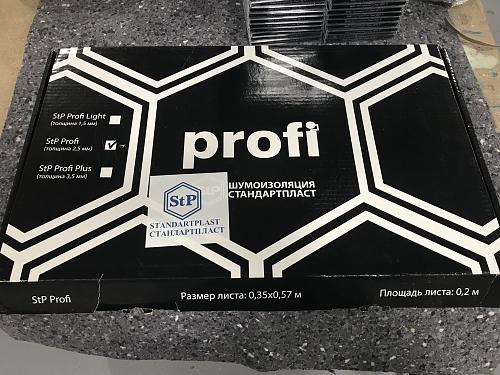 StP Profi Light
(толщина 1,5 мм)
StP Profi
(толщина 2,5 мм)
StP Profi Plus
(толщина 3,5 мм)
profi
ШУМОИЗОЛЯЦИЯ
СТАНДАРТПЛАСТ
StP
STANDARTPLAST
СТАНДАРТПЛАСТ
StP Profi
Размер листа: 0,35х0,57 м
Площадь листа: 0,2 м